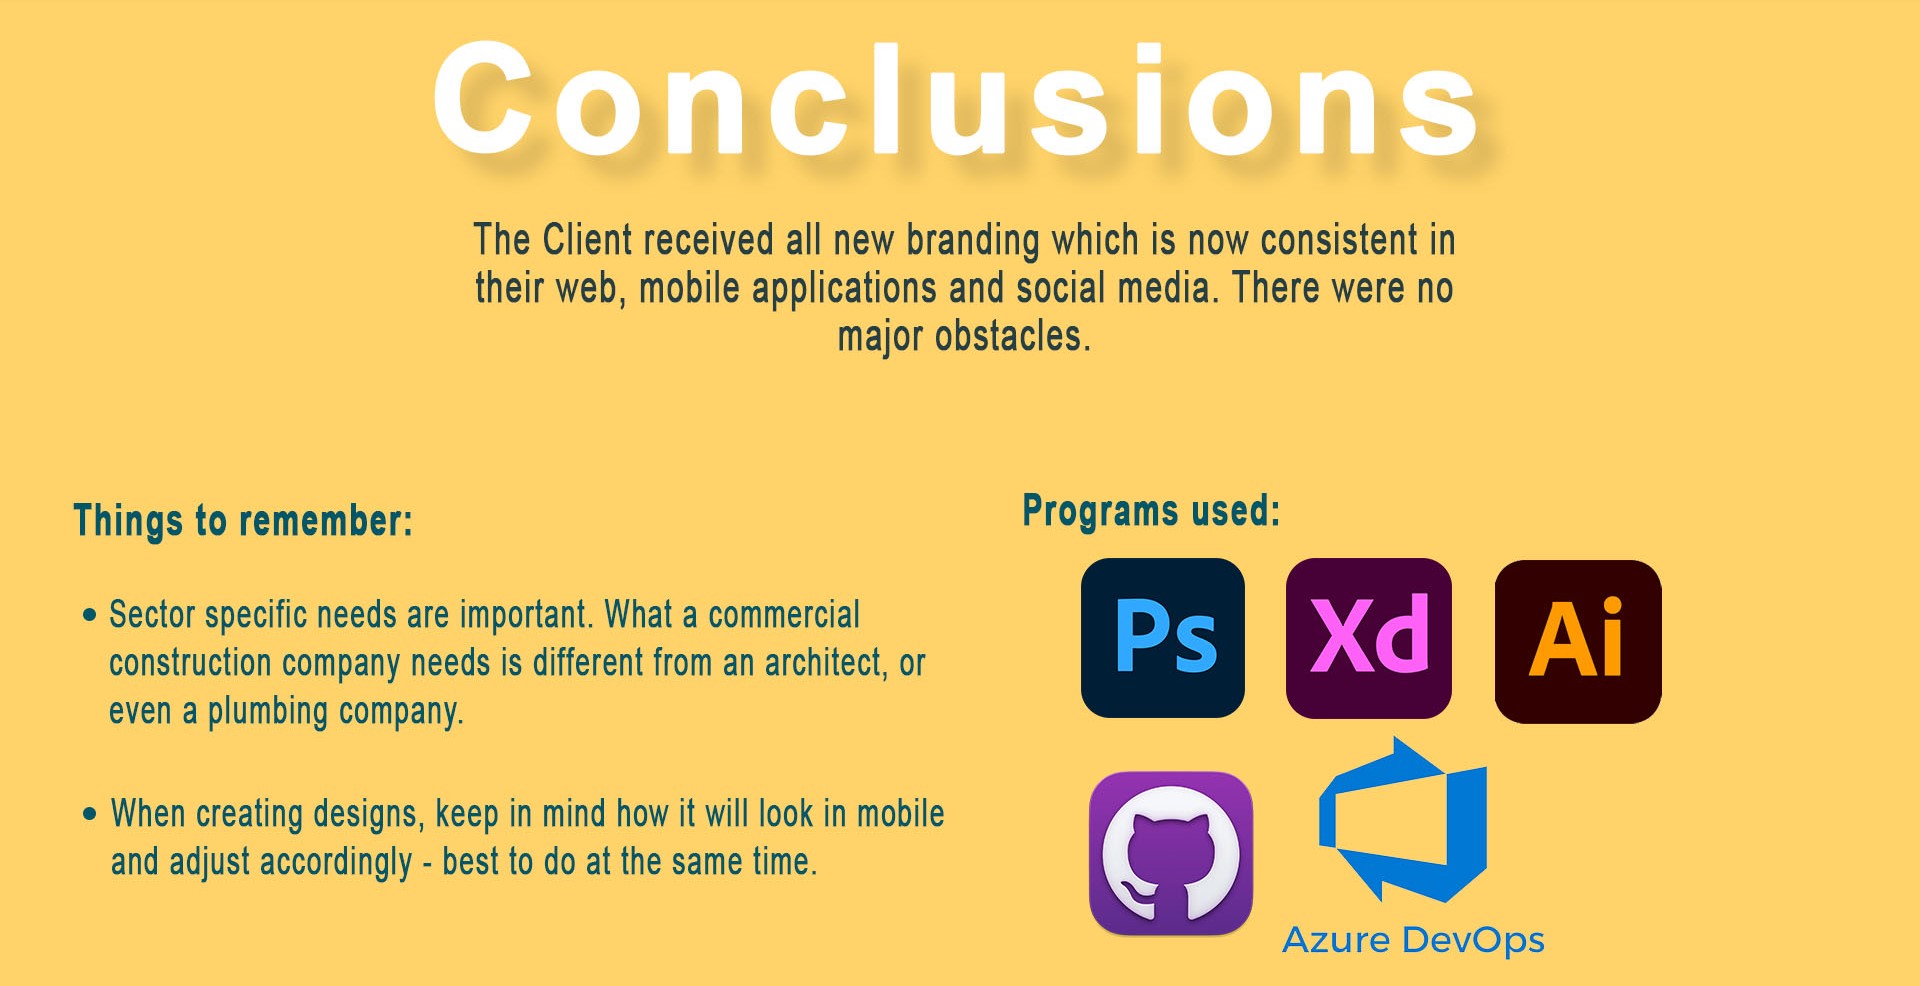 Conclusions
The Client received all new branding which is now consistent in
their web, mobile applications and social media. There were no
major obstacles.
Things to remember:
• Sector specific needs are important. What a commercial
construction company needs is different from an architect, or
even a plumbing company.
• When creating designs, keep in mind how it will look in mobile
and adjust accordingly - best to do at the same time.
Programs used:
Ps Xd Ai
Azure DevOps